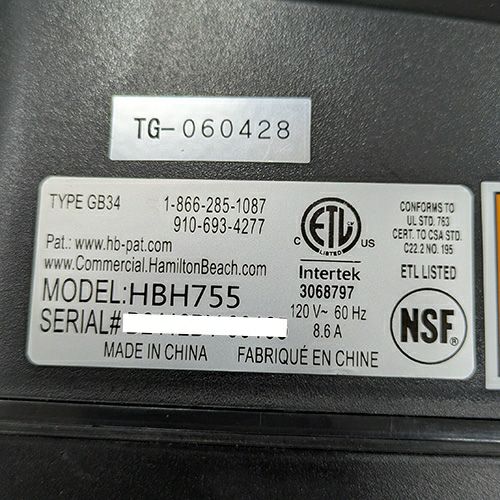 TG-060428
TYPE GB34
1-866-285-1087
910-693-4277
Pat.: www.hb-pat.com
www.Commercial.HamiltonBeach.com
MODEL:HBH755
SERIAL#
MADE IN CHINA
FABRIQUÉ EN CHINE
C
ETL
LISTED
US
Intertek
3068797
120 V~ 60 Hz
8.6 A
CONFORMS TO
UL STD. 763
CERT. TO CSA STD.
C22.2 NO. 195
ETL LISTED
NSF